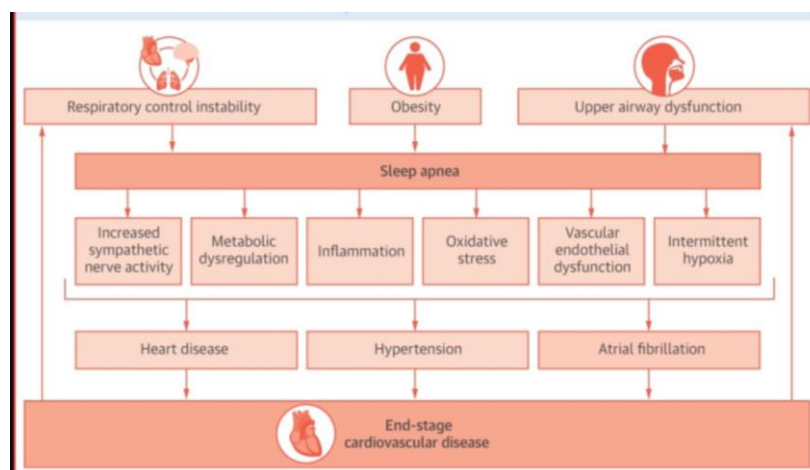 Respiratory control instability
Obesity
Upper airway dysfunction
Sleep apnea
Increased
sympathetic
nerve activity
Metabolic
dysregulation
Inflammation
Oxidative
stress
Vascular
endothelial
dysfunction
Intermittent
hypoxia
Heart disease
Hypertension
Atrial fibrillation
End-stage
cardiovascular disease